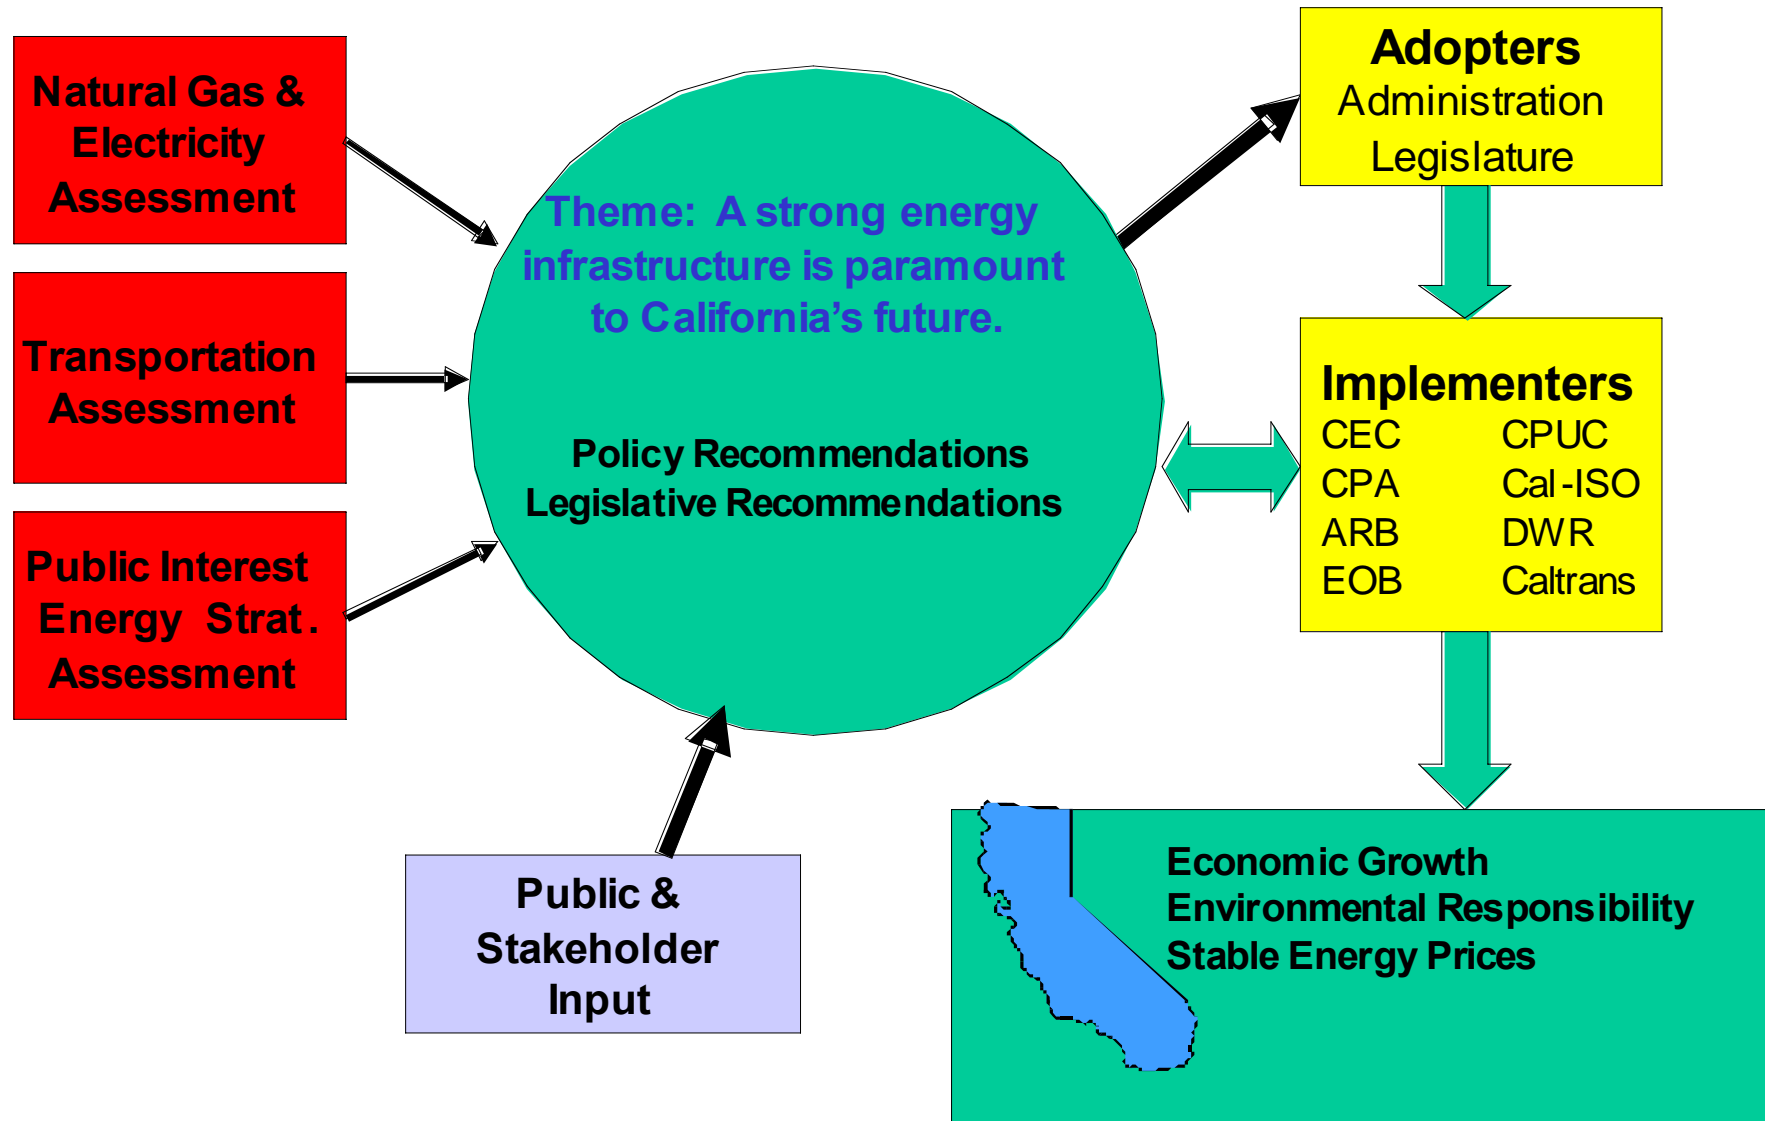 Natural Gas &
Electricity
Assessment
Transportation
Assessment
Public Interest
Energy Strat.
Assessment
Theme: A strong energy
infrastructure is paramount
to California’s future.
Policy Recommendations
Legislative Recommendations
Public &
Stakeholder
Input
Adopters
Administration
Legislature
Implementers
CEC CPUC
CPA Cal-ISO
ARB DWR
EOB Caltrans
Economic Growth
Environmental Responsibility
Stable Energy Prices